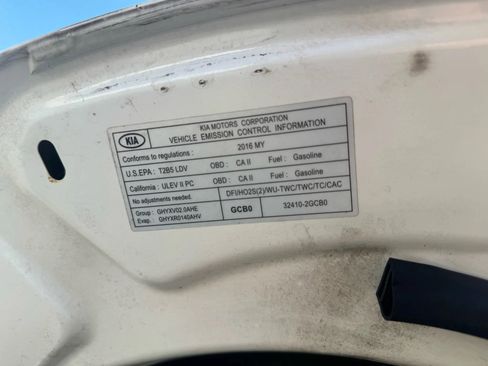 KIA MOTORS CORPORATION
KIA
VEHICLE EMISSION CONTROL INFORMATION
Conforms to regulations : 2016 MY
U.S.EPA : T2B5 LDV OBD : CA II Fuel : Gasoline
California : ULEV II PC OBD : CA II Fuel : Gasoline
No adjustments needed. DFI/HO2S(2)/WU-TWC/TWC/TC/CAC
Group : GHYXV02.0AHE GCB0 32410-2GCB0
Evap. : GHYXR0140AHV